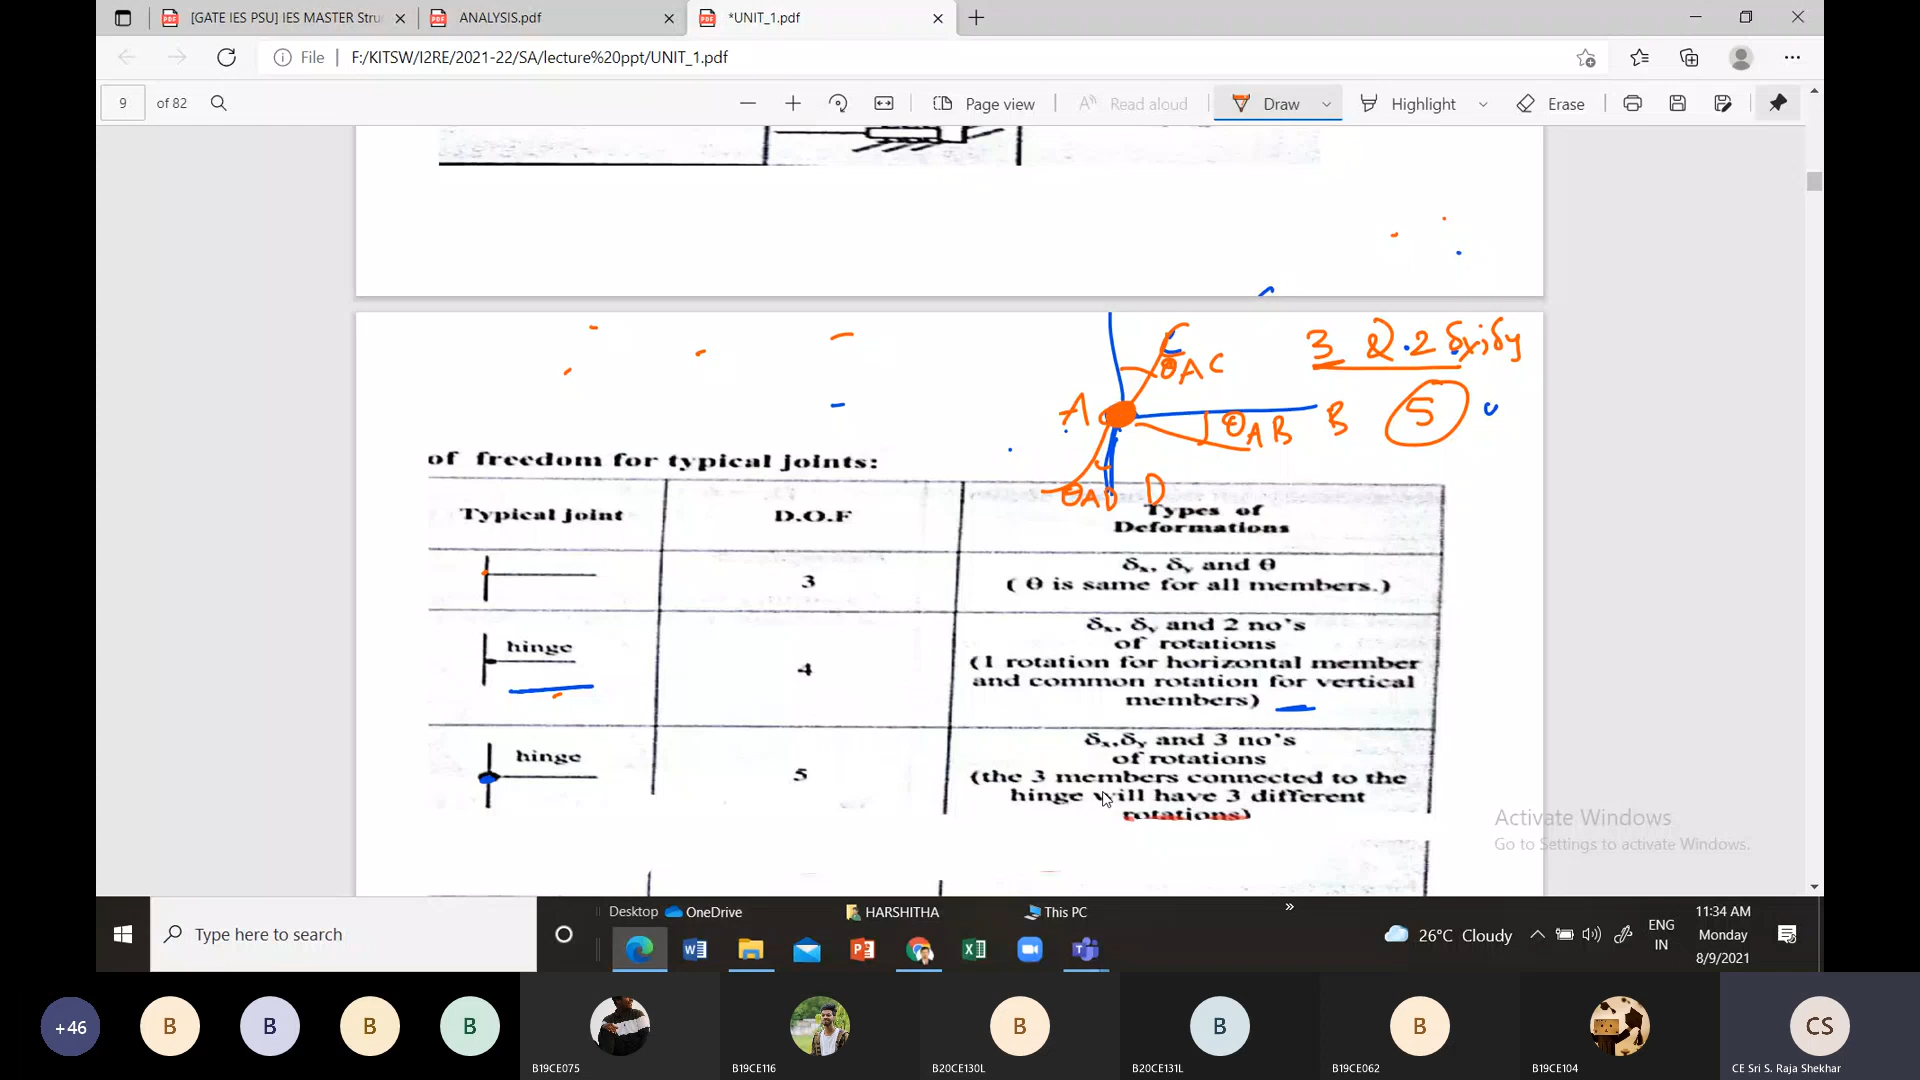 [GATE IES PSU] IES MASTER Stru
ANALYSIS.pdf
*UNIT_1.pdf
File
F:/KITSW/I2RE/2021-22/SA/lecture%20ppt/UNIT_1.pdf
9 of 82
Page view
Read aloud
Draw
Highlight
Erase
C
θAC
A
θAB B
θAD D
3 & 2 δx, δy
5
of freedom for typical joints:
Typical joint
D.O.F
Types of
Deformations
3
δx, δy and θ
( θ is same for all members.)
hinge
4
δx, δy and 2 no's
of rotations
(1 rotation for horizontal member
and common rotation for vertical
members)
hinge
5
δx,δy and 3 no's
of rotations
(the 3 members connected to the
hinge will have 3 different
rotations)
Activate Windows
Go to Settings to activate Windows.
Type here to search
Desktop
OneDrive
HARSHITHA
This PC
»
26°C Cloudy
ENG
IN
11:34 AM
Monday
8/9/2021
+46
B
B
B
B
B19CE075
B19CE116
B
B20CE130L
B
B20CE131L
B
B19CE062
B19CE104
CS
CE Sri S. Raja Shekhar